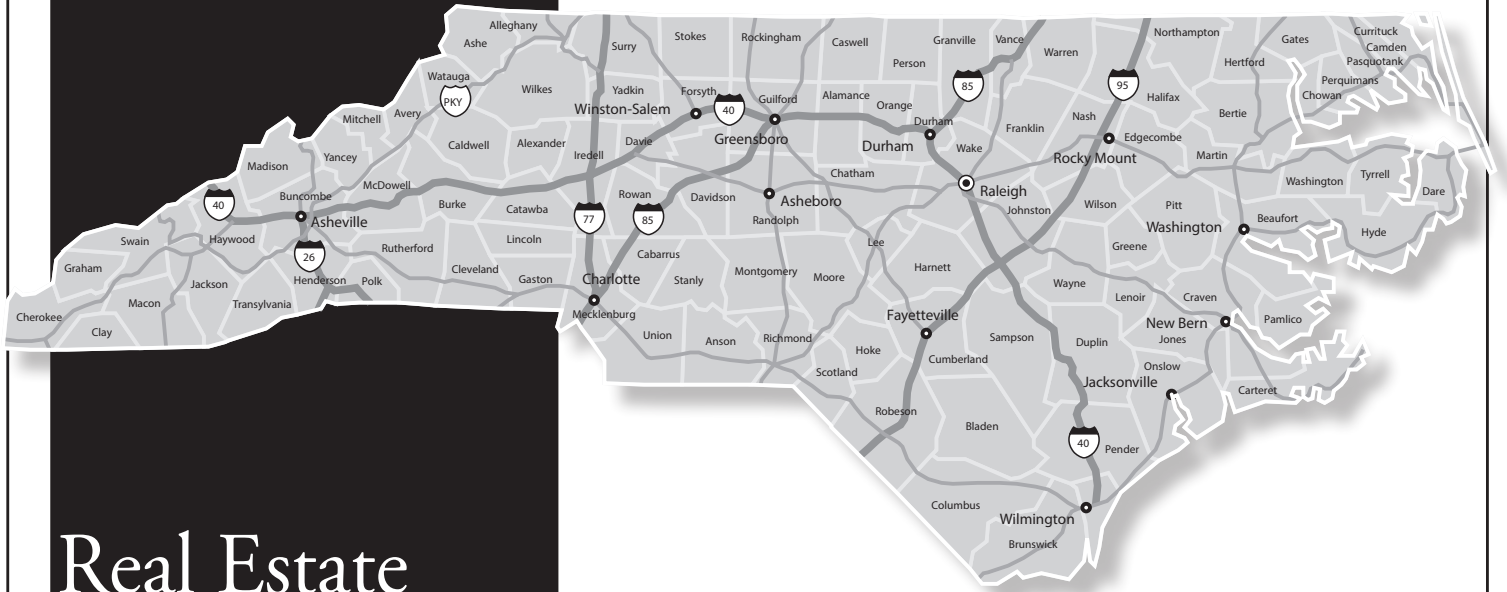 Alleghany
Ashe
Surry
Stokes
Rockingham
Caswell
Person
Granville
Vance
Warren
Northampton
Gates
Currituck
Camden
Pasquotank
Perquimans
Chowan
Hertford
Halifax
Bertie
Watauga
PKY
Wilkes
Yadkin
Forsyth
40
Guilford
Alamance
Orange
Durham
85
Franklin
Nash
95
Edgecombe
Martin
Winston-Salem
Greensboro
Durham
Wake
Rocky Mount
Mitchell
Avery
Caldwell
Alexander
Iredell
Davie
Madison
Yancey
McDowell
Buncombe
Burke
Catawba
Rowan
Davidson
Chatham
Asheboro
Randolph
Raleigh
Johnston
Wilson
Pitt
Washington
Tyrrell
Dare
Washington
Beaufort
Hyde
40
Asheville
77
85
Swain
Haywood
26
Rutherford
Lincoln
Cabarrus
Lee
Greene
Graham
Jackson
Henderson
Polk
Cleveland
Gaston
Charlotte
Stanly
Montgomery
Moore
Harnett
Wayne
Lenoir
Craven
Cherokee
Macon
Clay
Transylvania
Mecklenburg
Union
Anson
Richmond
Hoke
Scotland
Fayetteville
Cumberland
Sampson
Duplin
New Bern
Jones
Pamlico
Onslow
Jacksonville
Carteret
Robeson
Bladen
40
Pender
Columbus
Wilmington
Brunswick
Real Estate